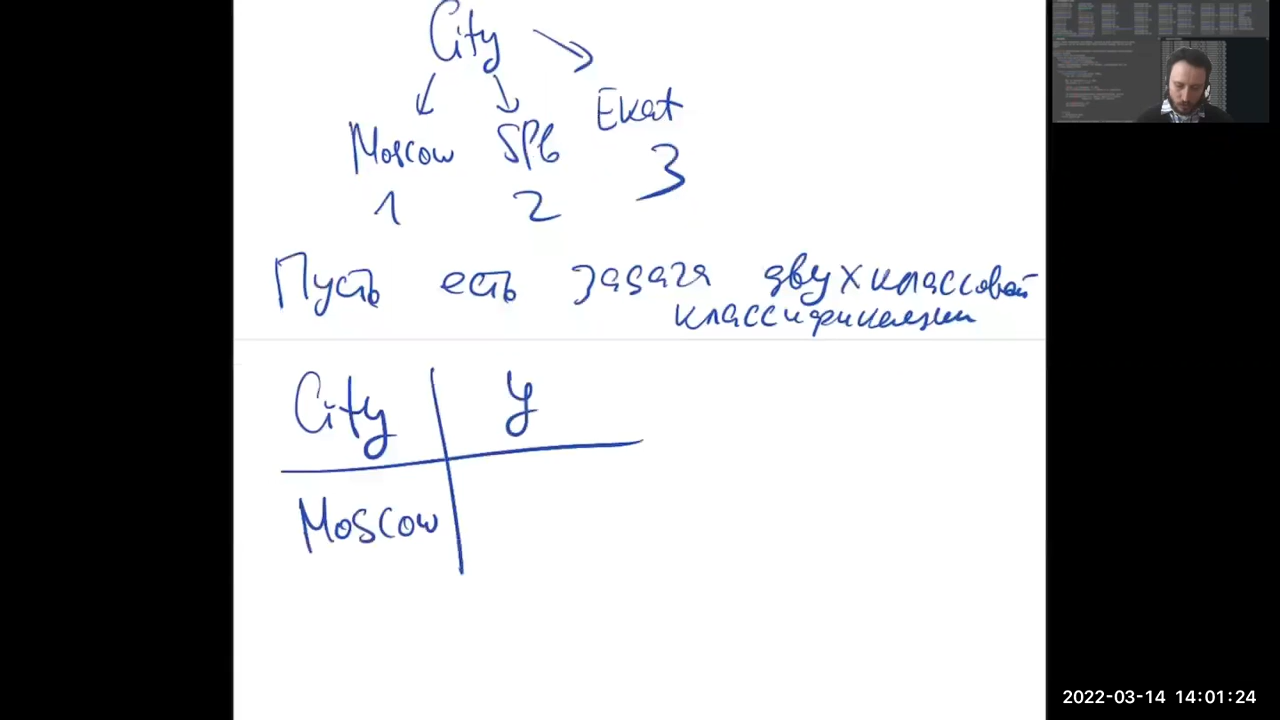 City
Moscow SPb Ekat
1 2 3
Пусть есть задача двухклассовой
классификации
City y
Moscow
2022-03-14 14:01:24